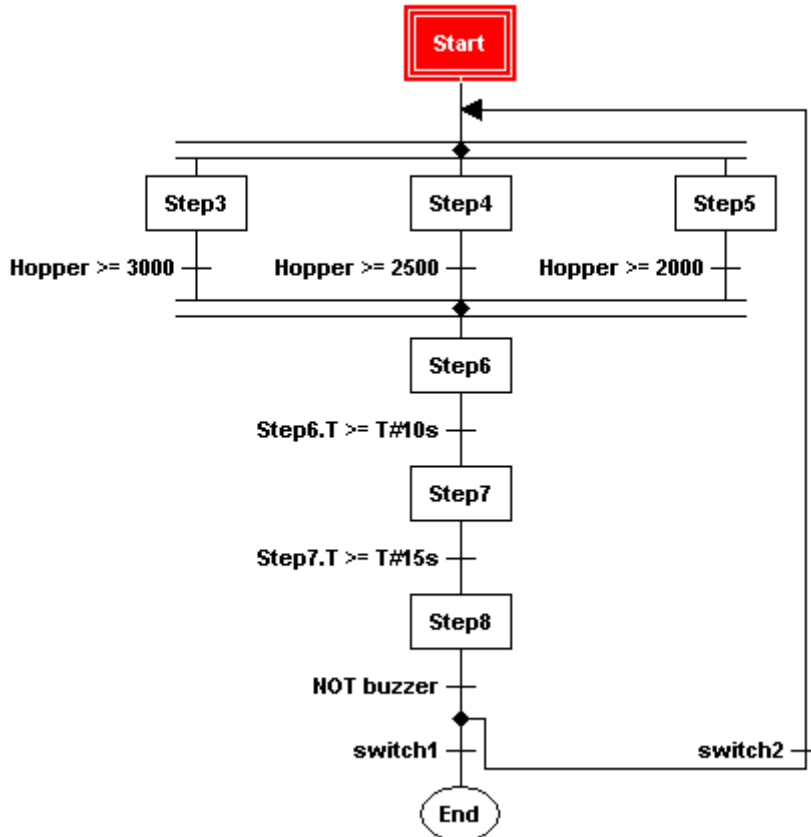 Start
Step3
Step4
Step5
Hopper >= 3000
Hopper >= 2500
Hopper >= 2000
Step6
Step6.T >= T#10s
Step7
Step7.T >= T#15s
Step8
NOT buzzer
switch1
switch2
End